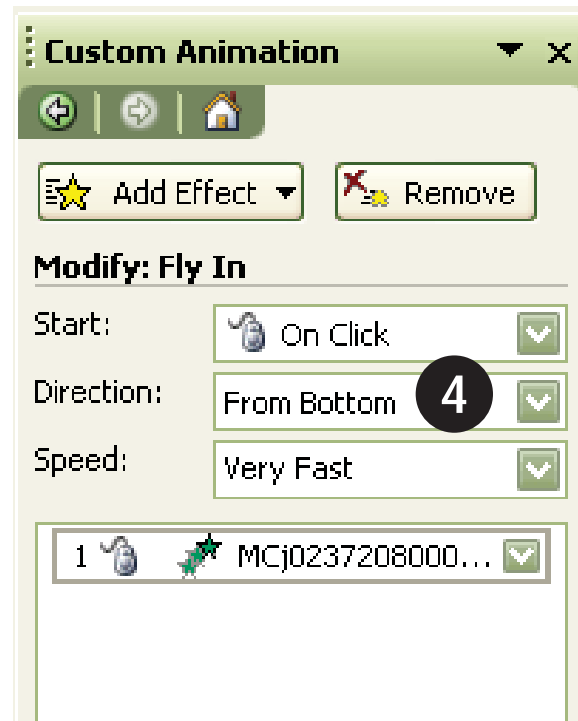 Custom Animation
Add Effect Remove
Modify: Fly In
Start: On Click
Direction: From Bottom 4
Speed: Very Fast
1 MCj0237208000...